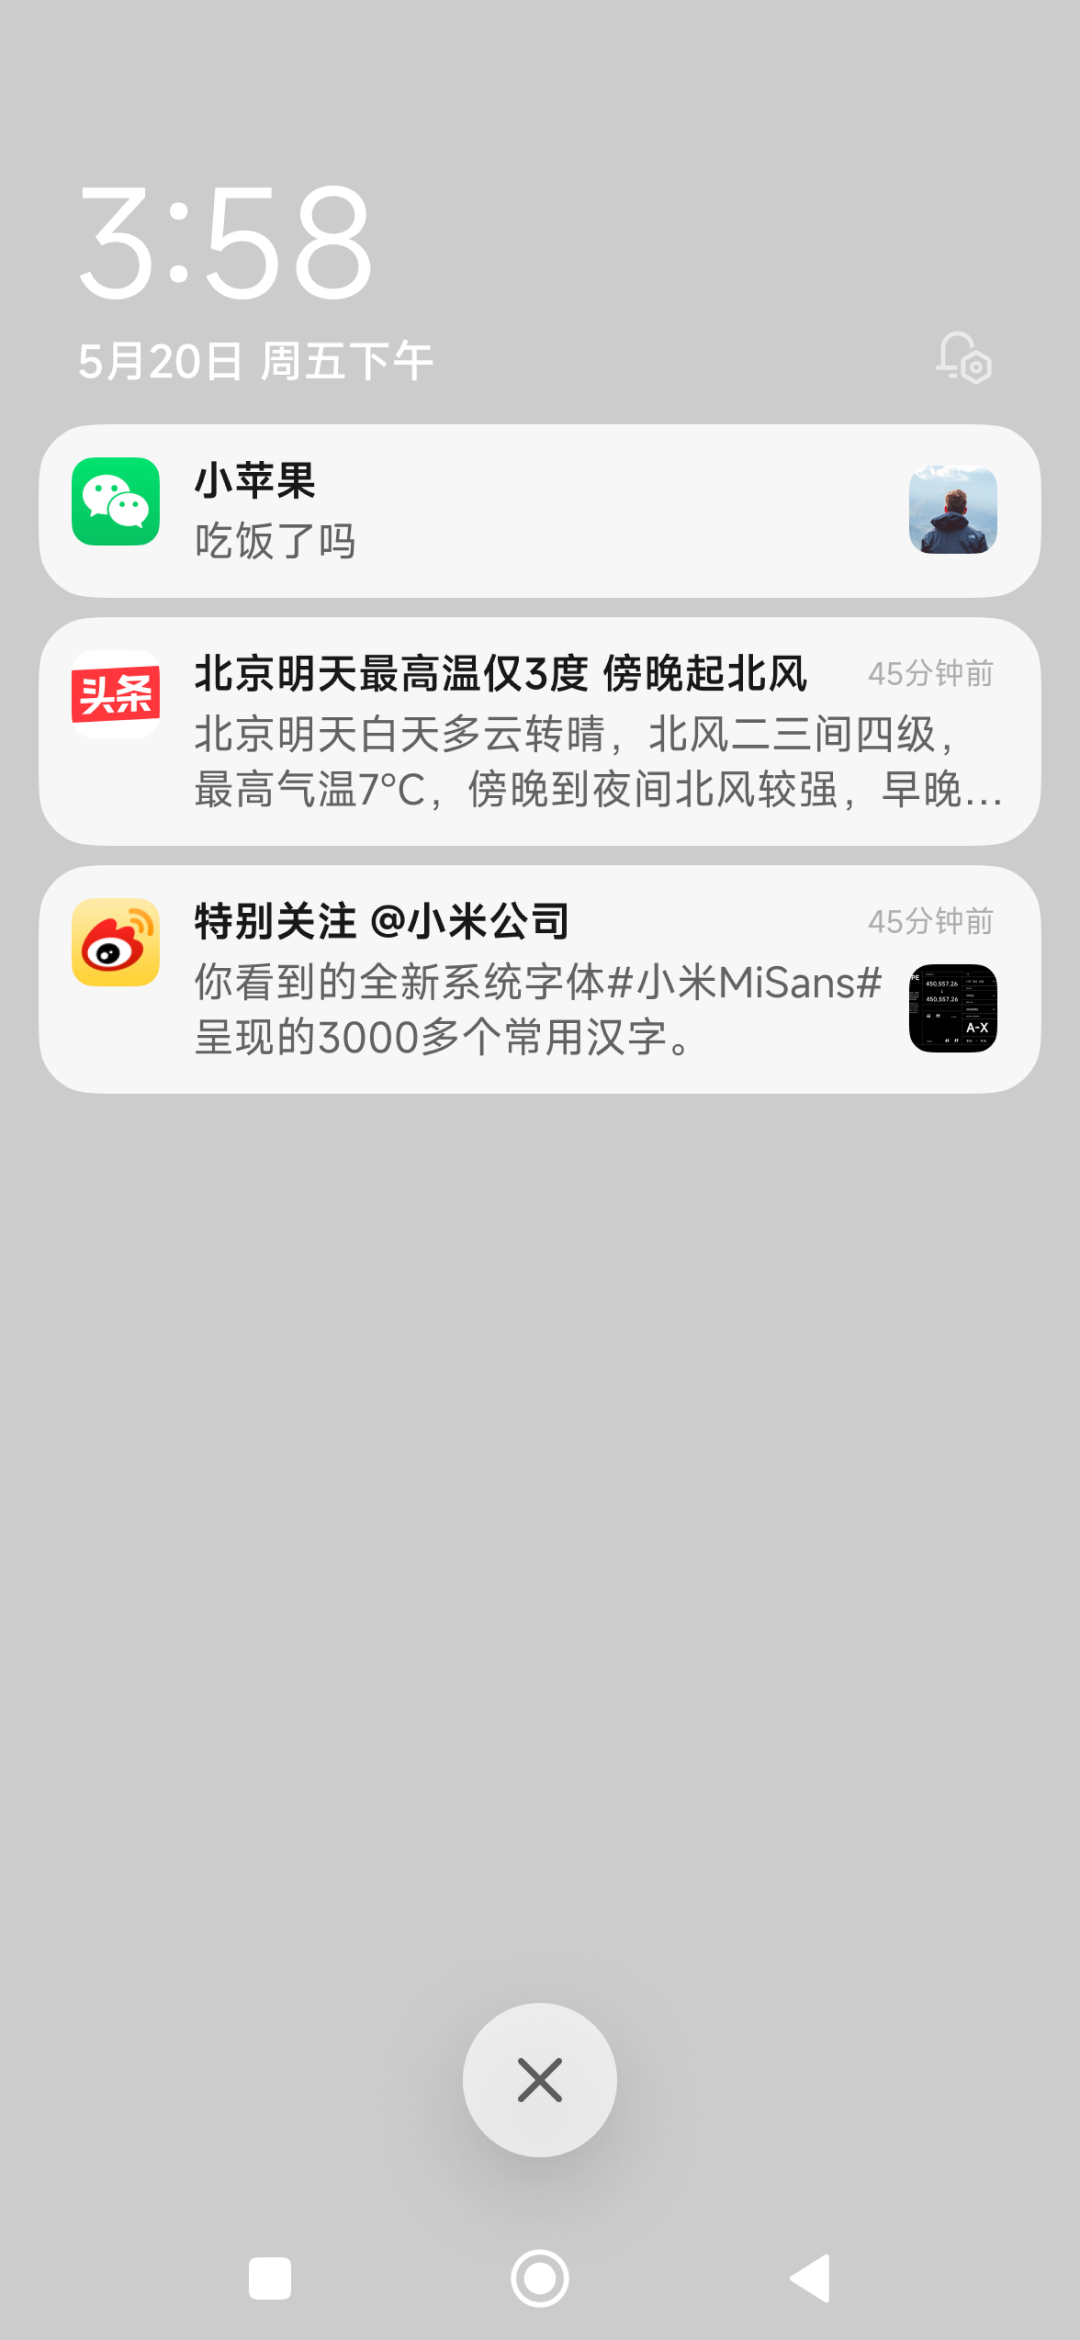 3:58
5月20日 周五下午
小苹果
吃饭了吗
头条
北京明天最高温仅3度 傍晚起北风
45分钟前
北京明天白天多云转晴，北风二三间四级，
最高气温7°C，傍晚到夜间北风较强，早晚...
特别关注 @小米公司
45分钟前
你看到的全新系统字体#小米MiSans#
呈现的3000多个常用汉字。
450,557.26
450,557.26
A-X